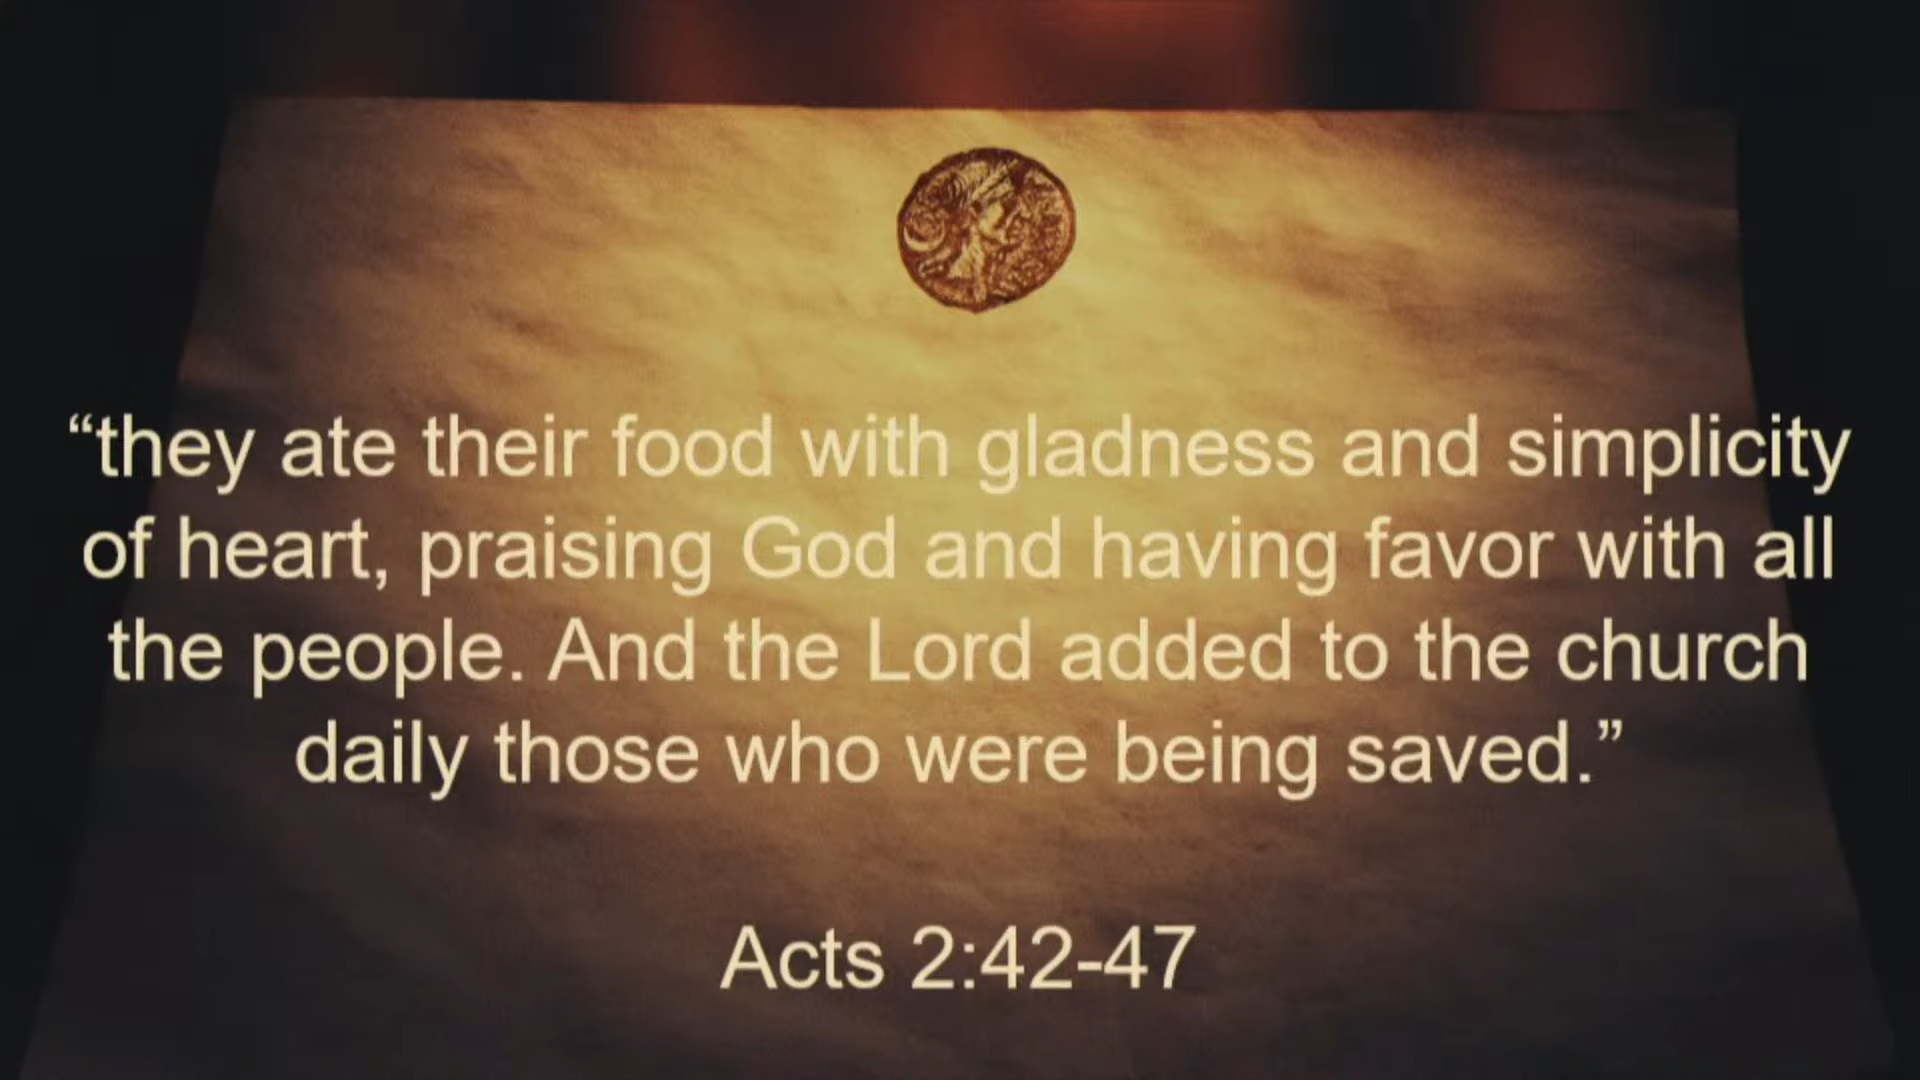 “they ate their food with gladness and simplicity
of heart, praising God and having favor with all
the people. And the Lord added to the church
daily those who were being saved.”
Acts 2:42-47